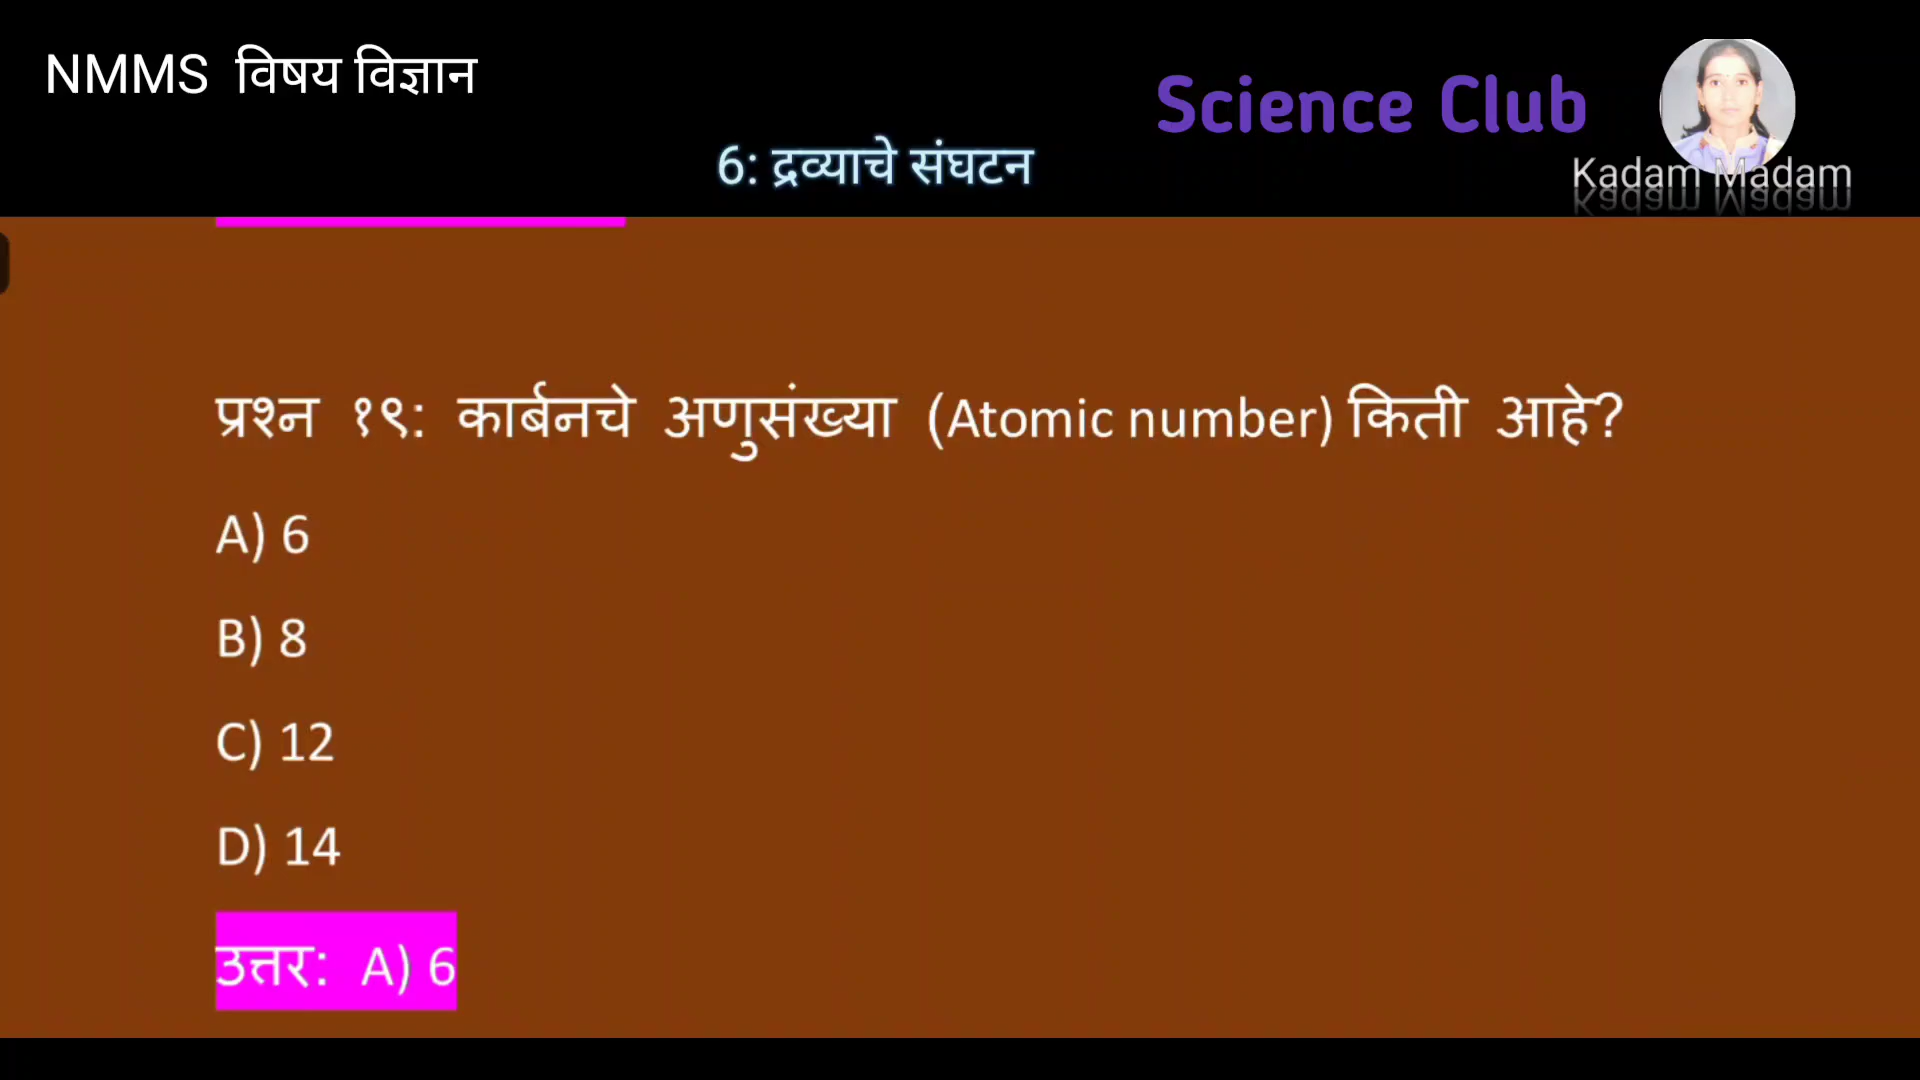 NMMS विषय विज्ञान
Science Club
6: द्रव्याचे संघटन
Kadam Madam
प्रश्न १९: कार्बनचे अणुसंख्या (Atomic number) किती आहे?
A) 6
B) 8
C) 12
D) 14
उत्तर: A) 6